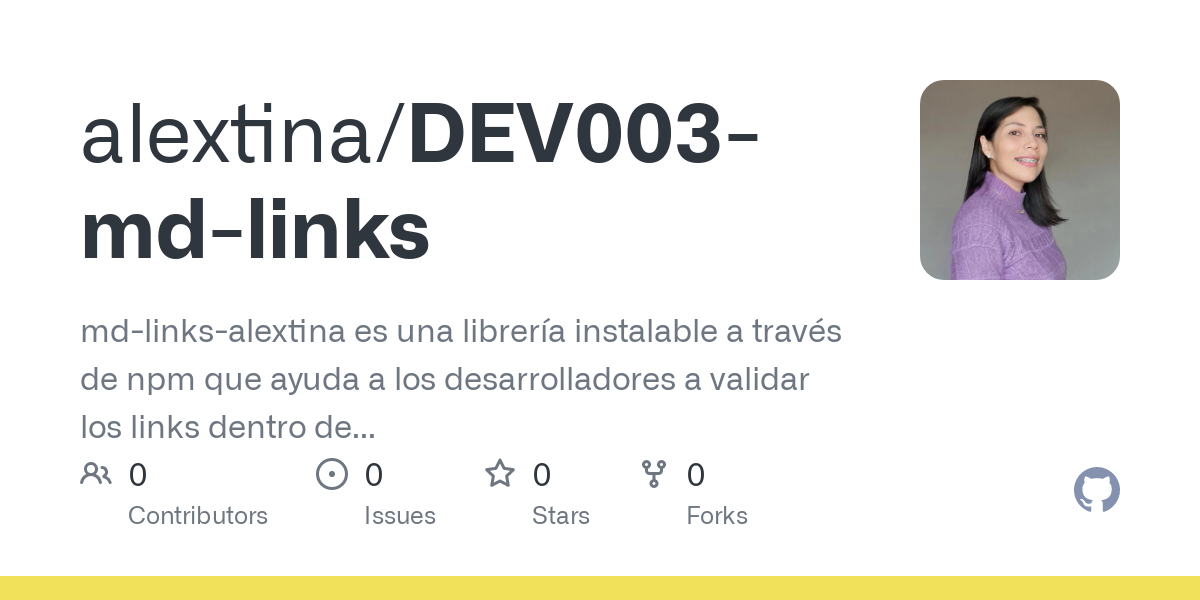 alextina/DEV003-
md-links
md-links-alextina es una librería instalable a través
de npm que ayuda a los desarrolladores a validar
los links dentro de...
0 0 0 0
Contributors Issues Stars Forks